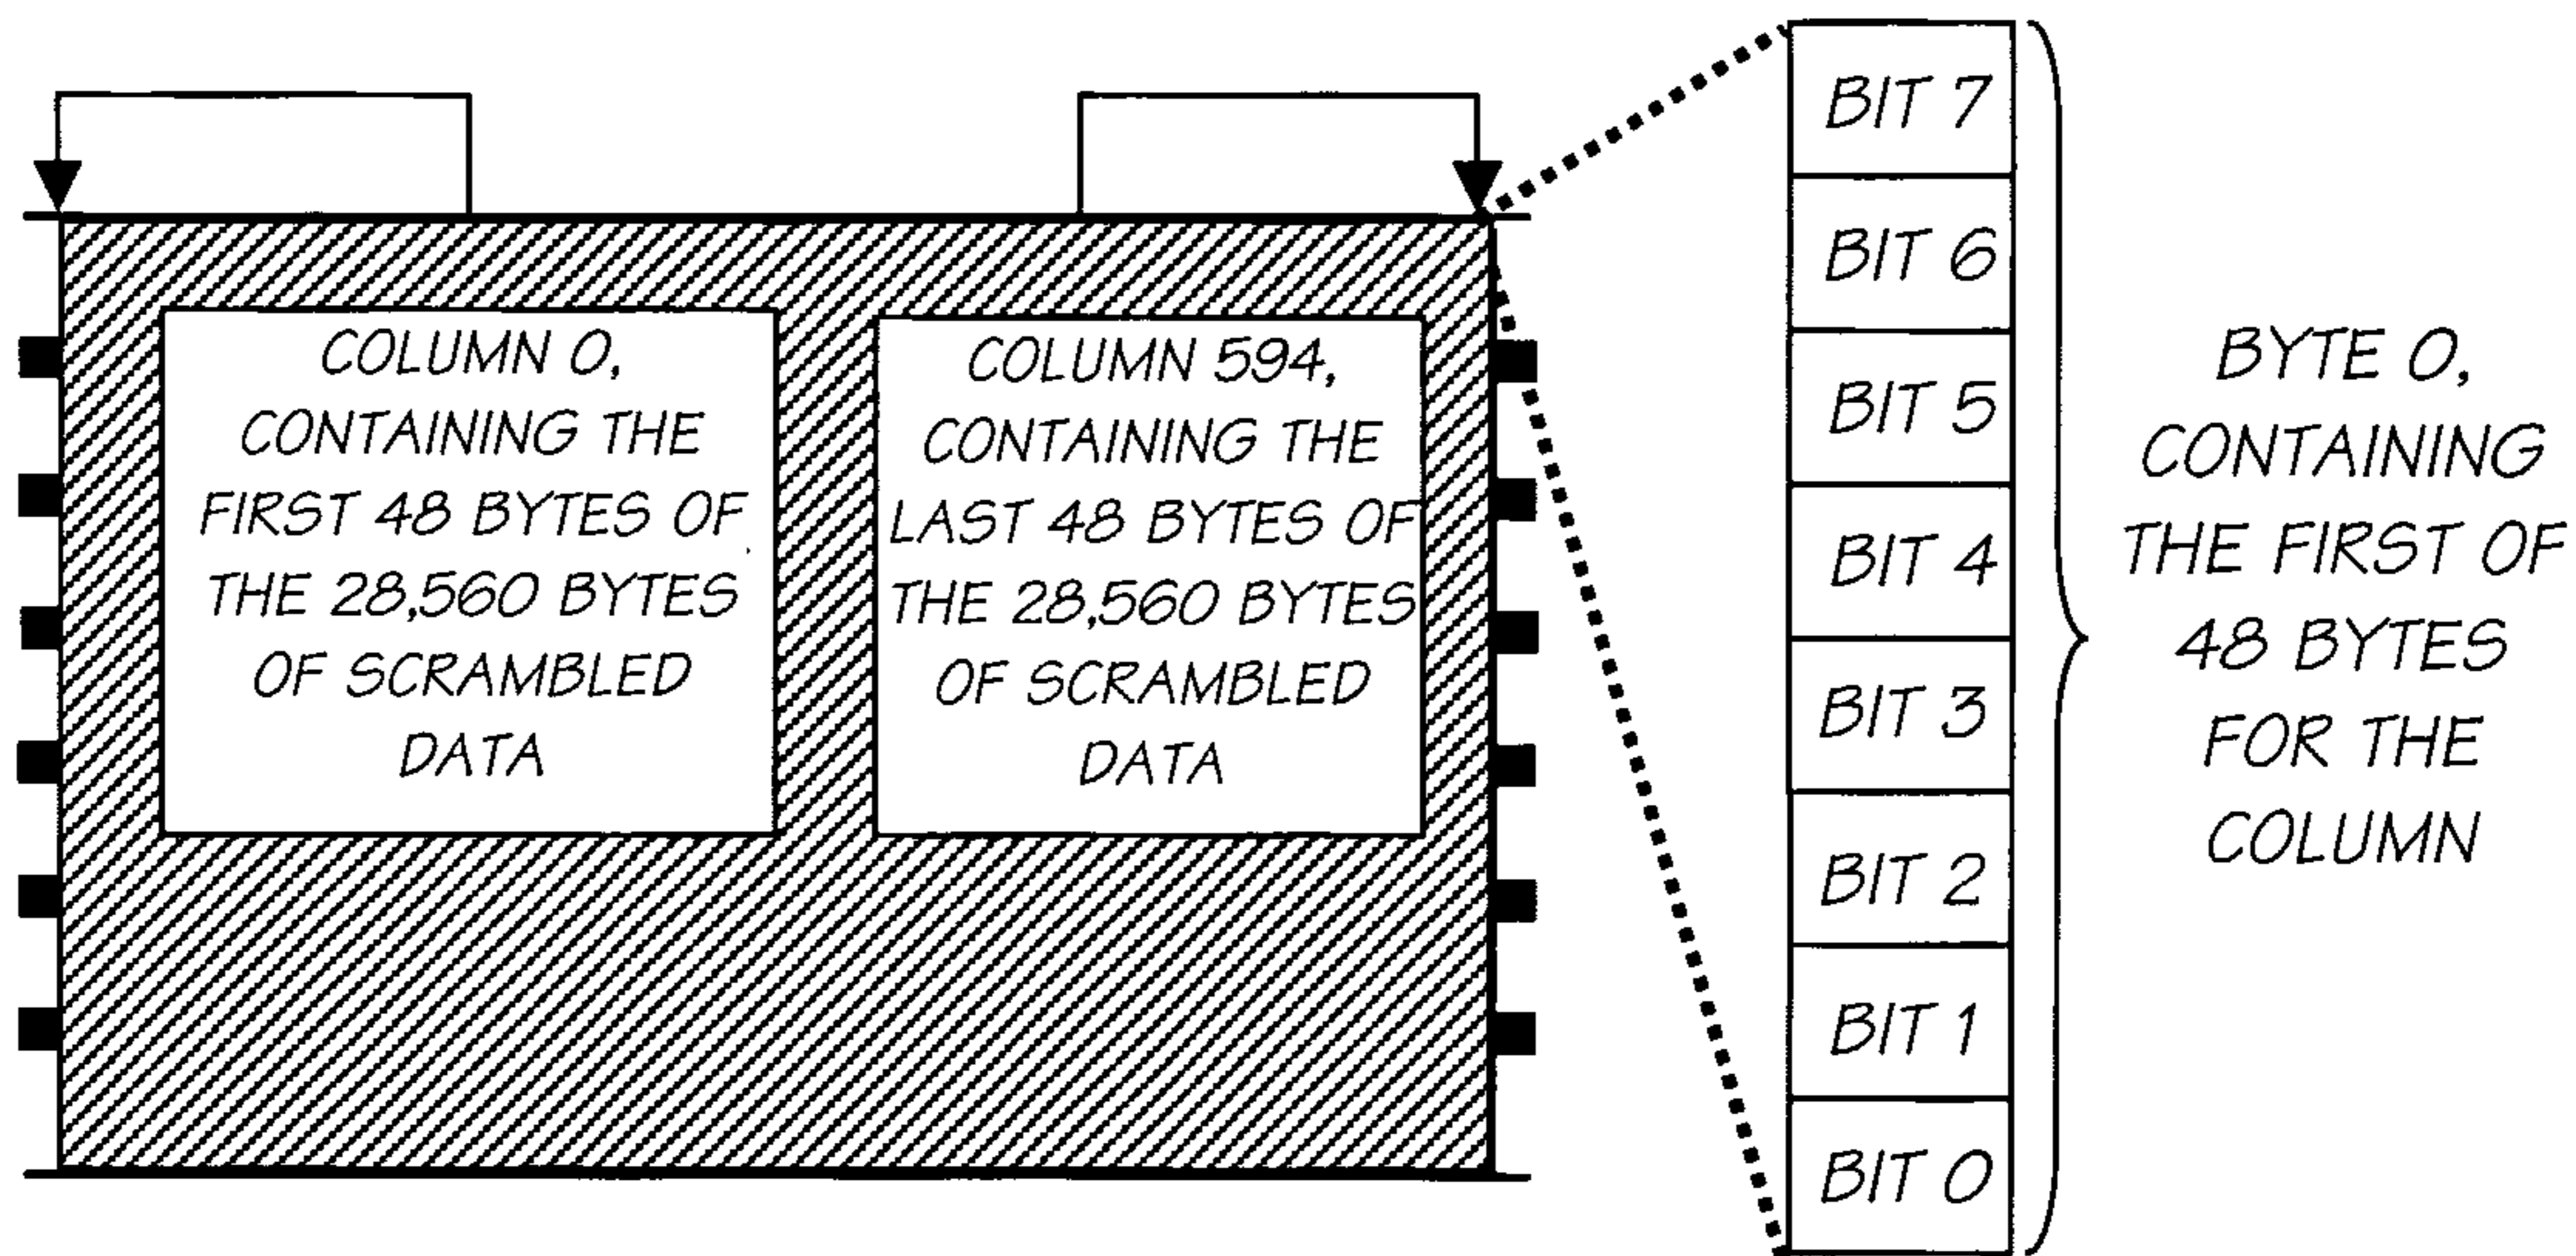 COLUMN 0,
CONTAINING THE
FIRST 48 BYTES OF
THE 28,560 BYTES
OF SCRAMBLED
DATA
COLUMN 594,
CONTAINING THE
LAST 48 BYTES OF
THE 28,560 BYTES
OF SCRAMBLED
DATA
BIT 7
BIT 6
BIT 5
BIT 4
BIT 3
BIT 2
BIT 1
BIT 0
BYTE 0,
CONTAINING
THE FIRST OF
48 BYTES
FOR THE
COLUMN